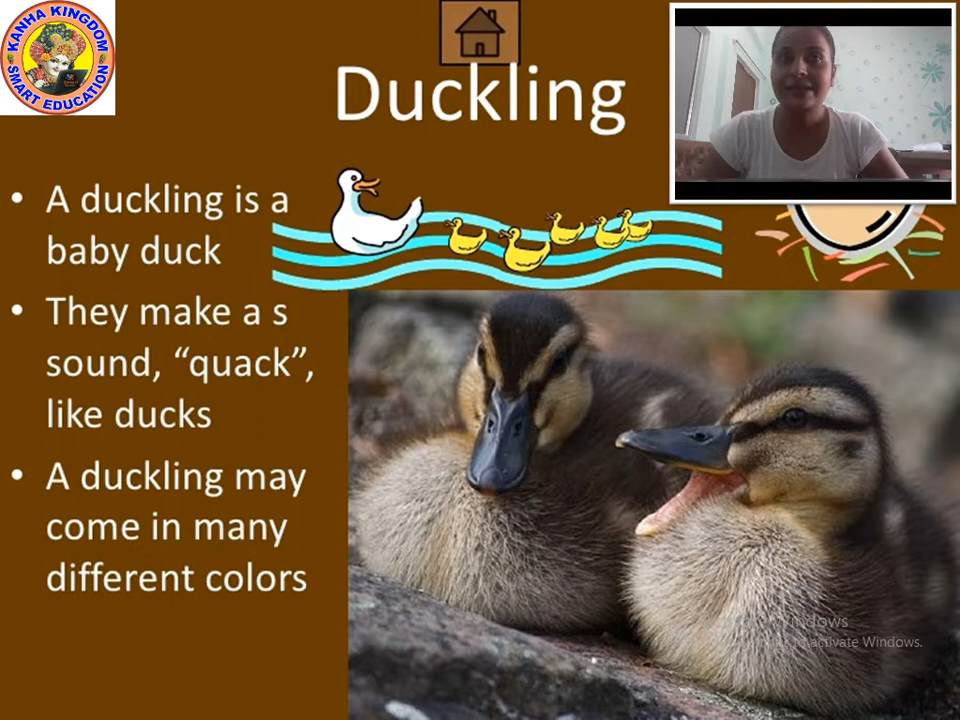 KANHA KINGDOM
SMART EDUCATION
Duckling
• A duckling is a
baby duck
• They make a s
sound, “quack”,
like ducks
• A duckling may
come in many
different colors
Windows
to activate Windows.